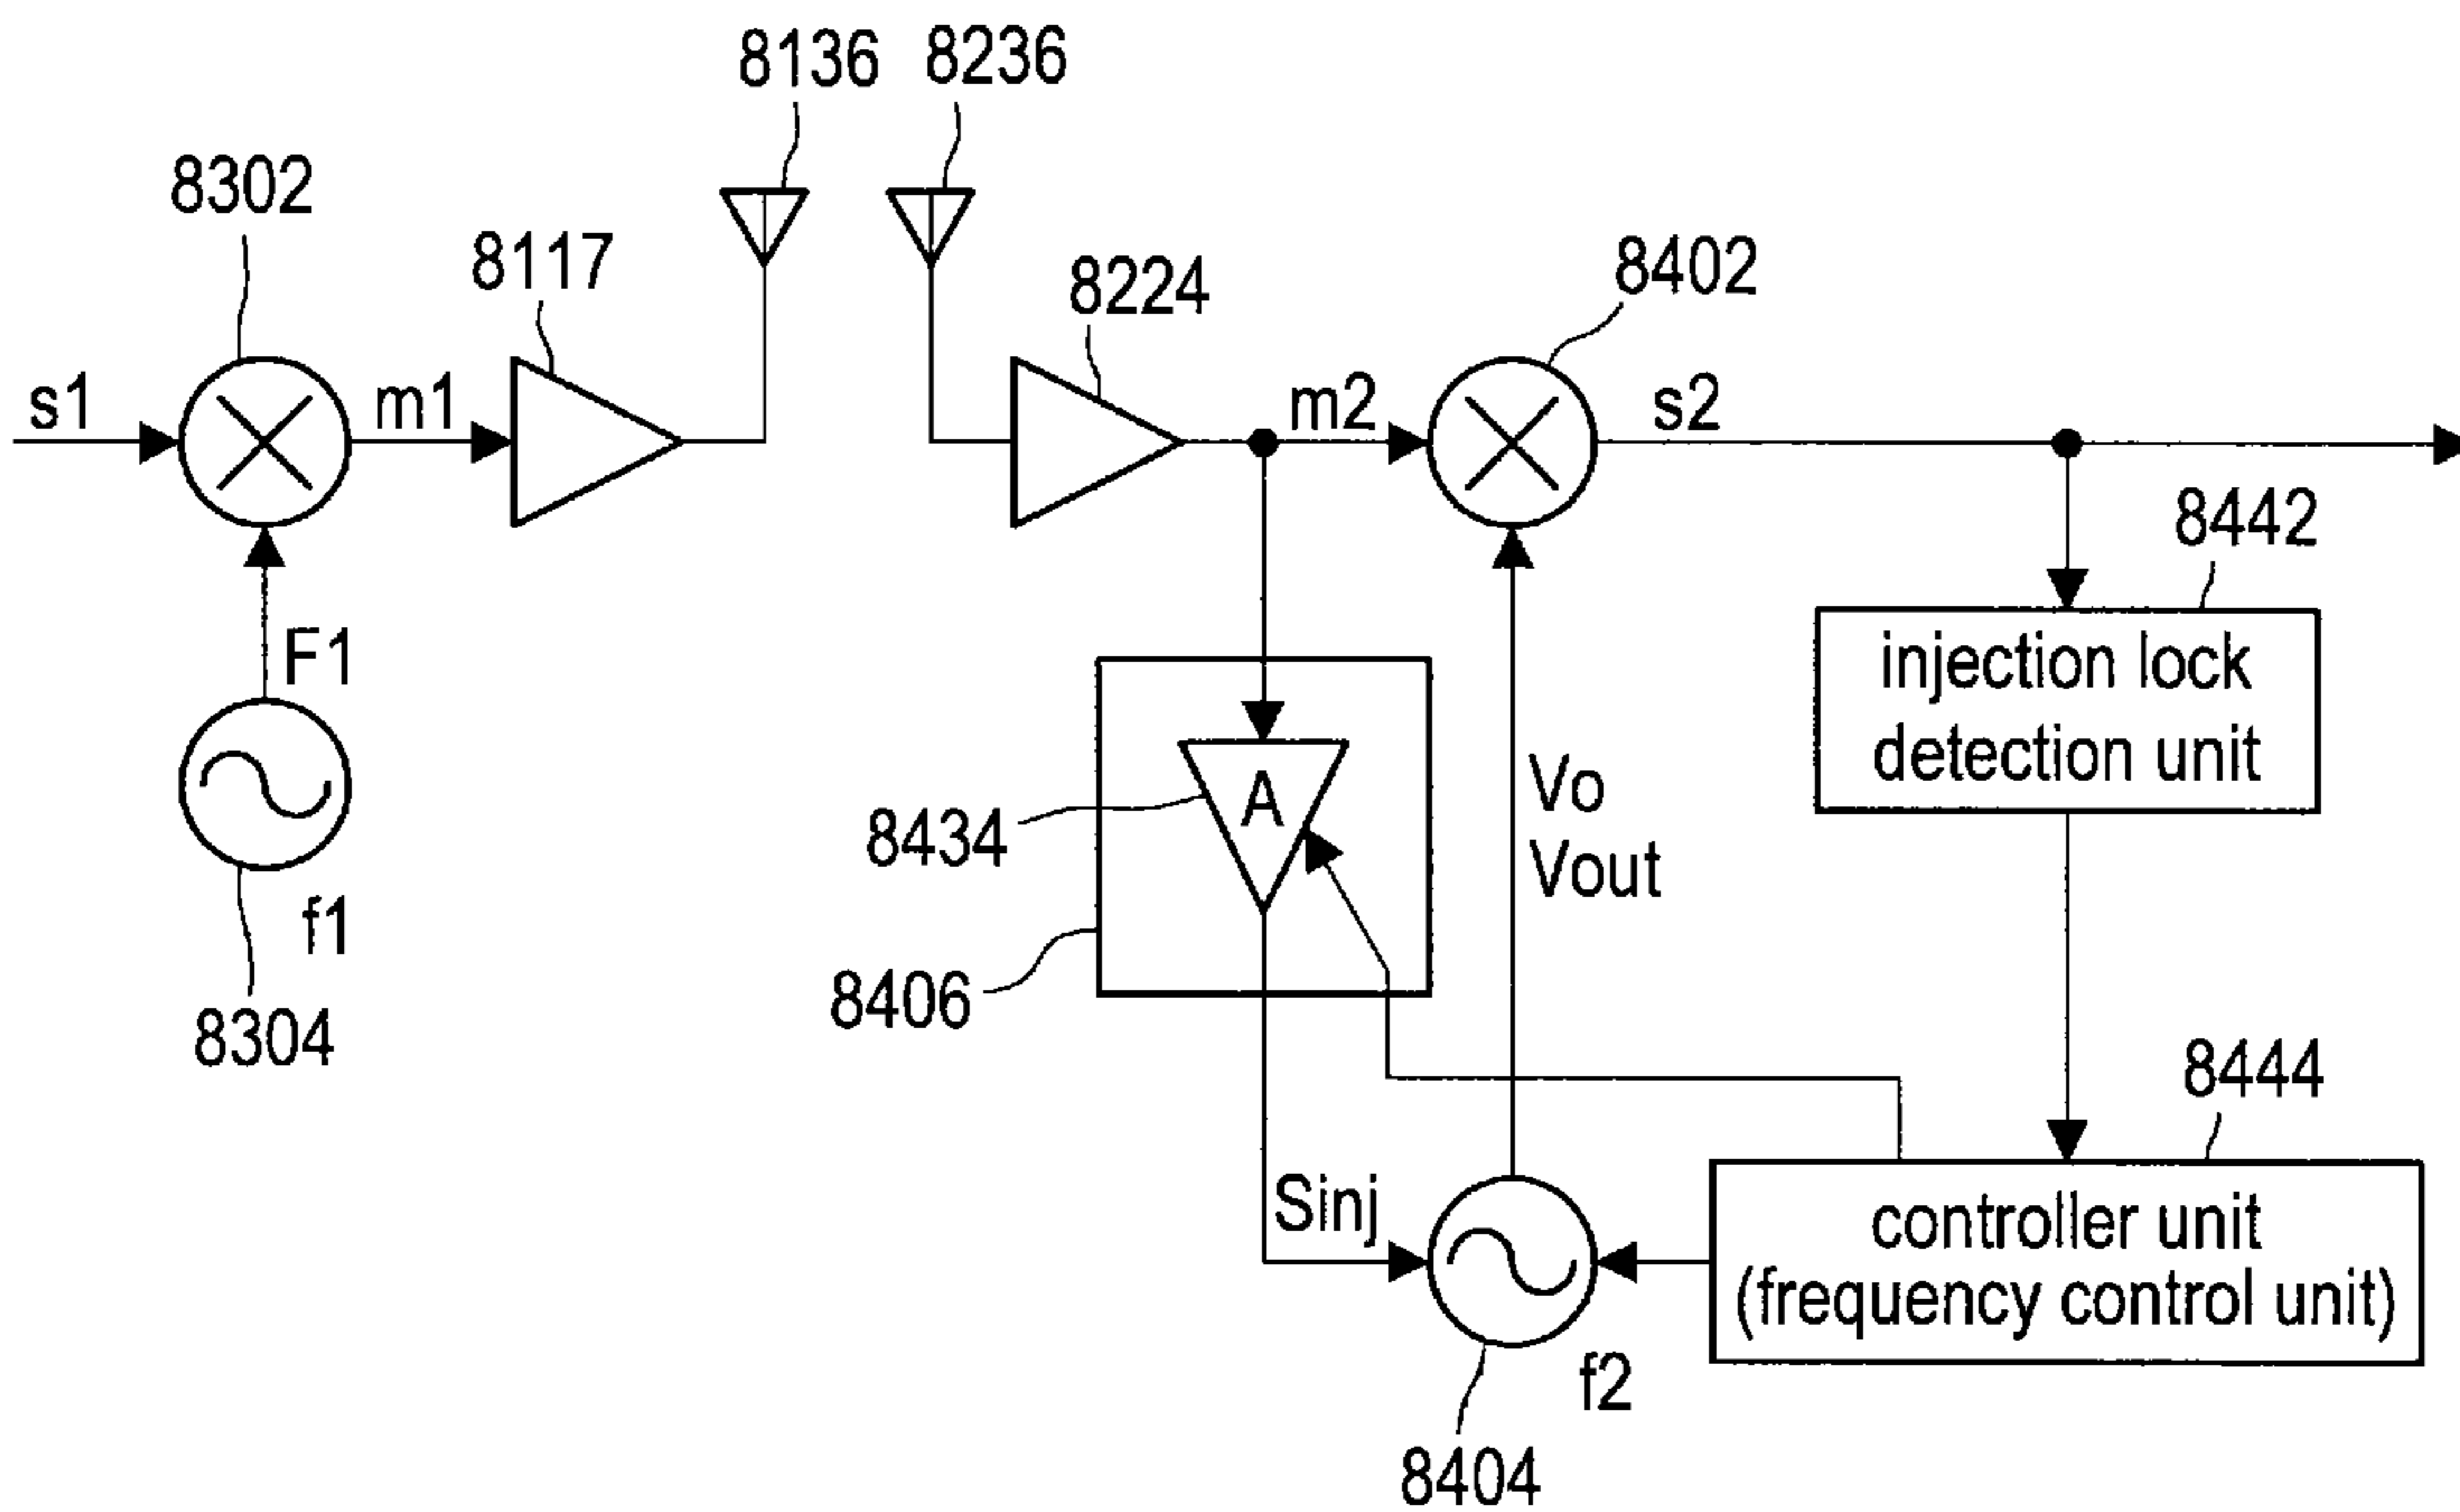 8136
8236
8302
8117
8224
8402
s1
m1
m2
s2
8442
F1
injection lock
detection unit
A
Vo
Vout
8434
f1
8406
8304
8444
Sinj
controller unit
(frequency control unit)
f2
8404